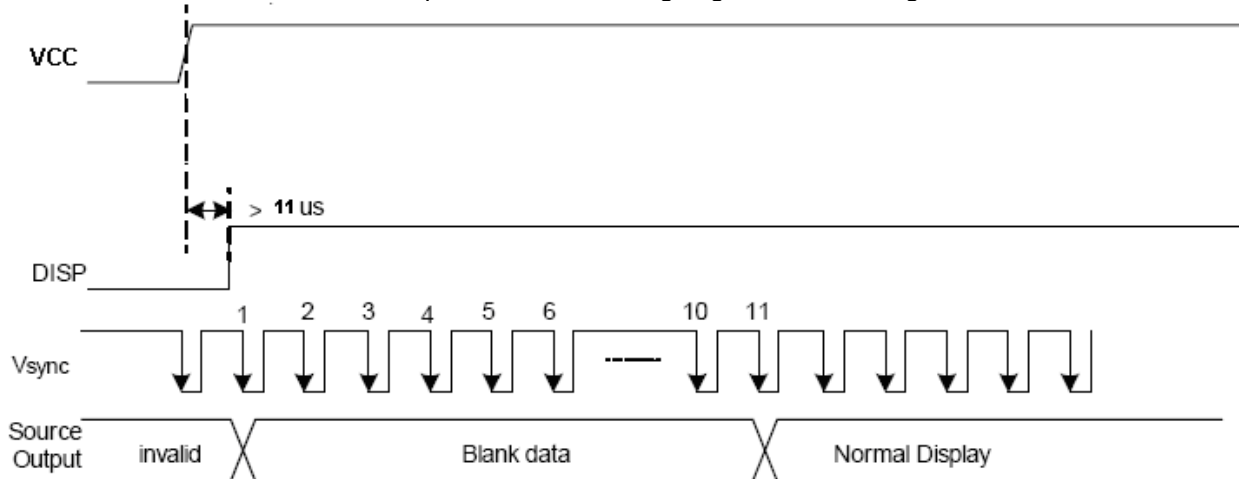 VCC
> 11 us
DISP
1 2 3 4 5 6 10 11
Vsync
Source
Output
invalid
Blank data
Normal Display